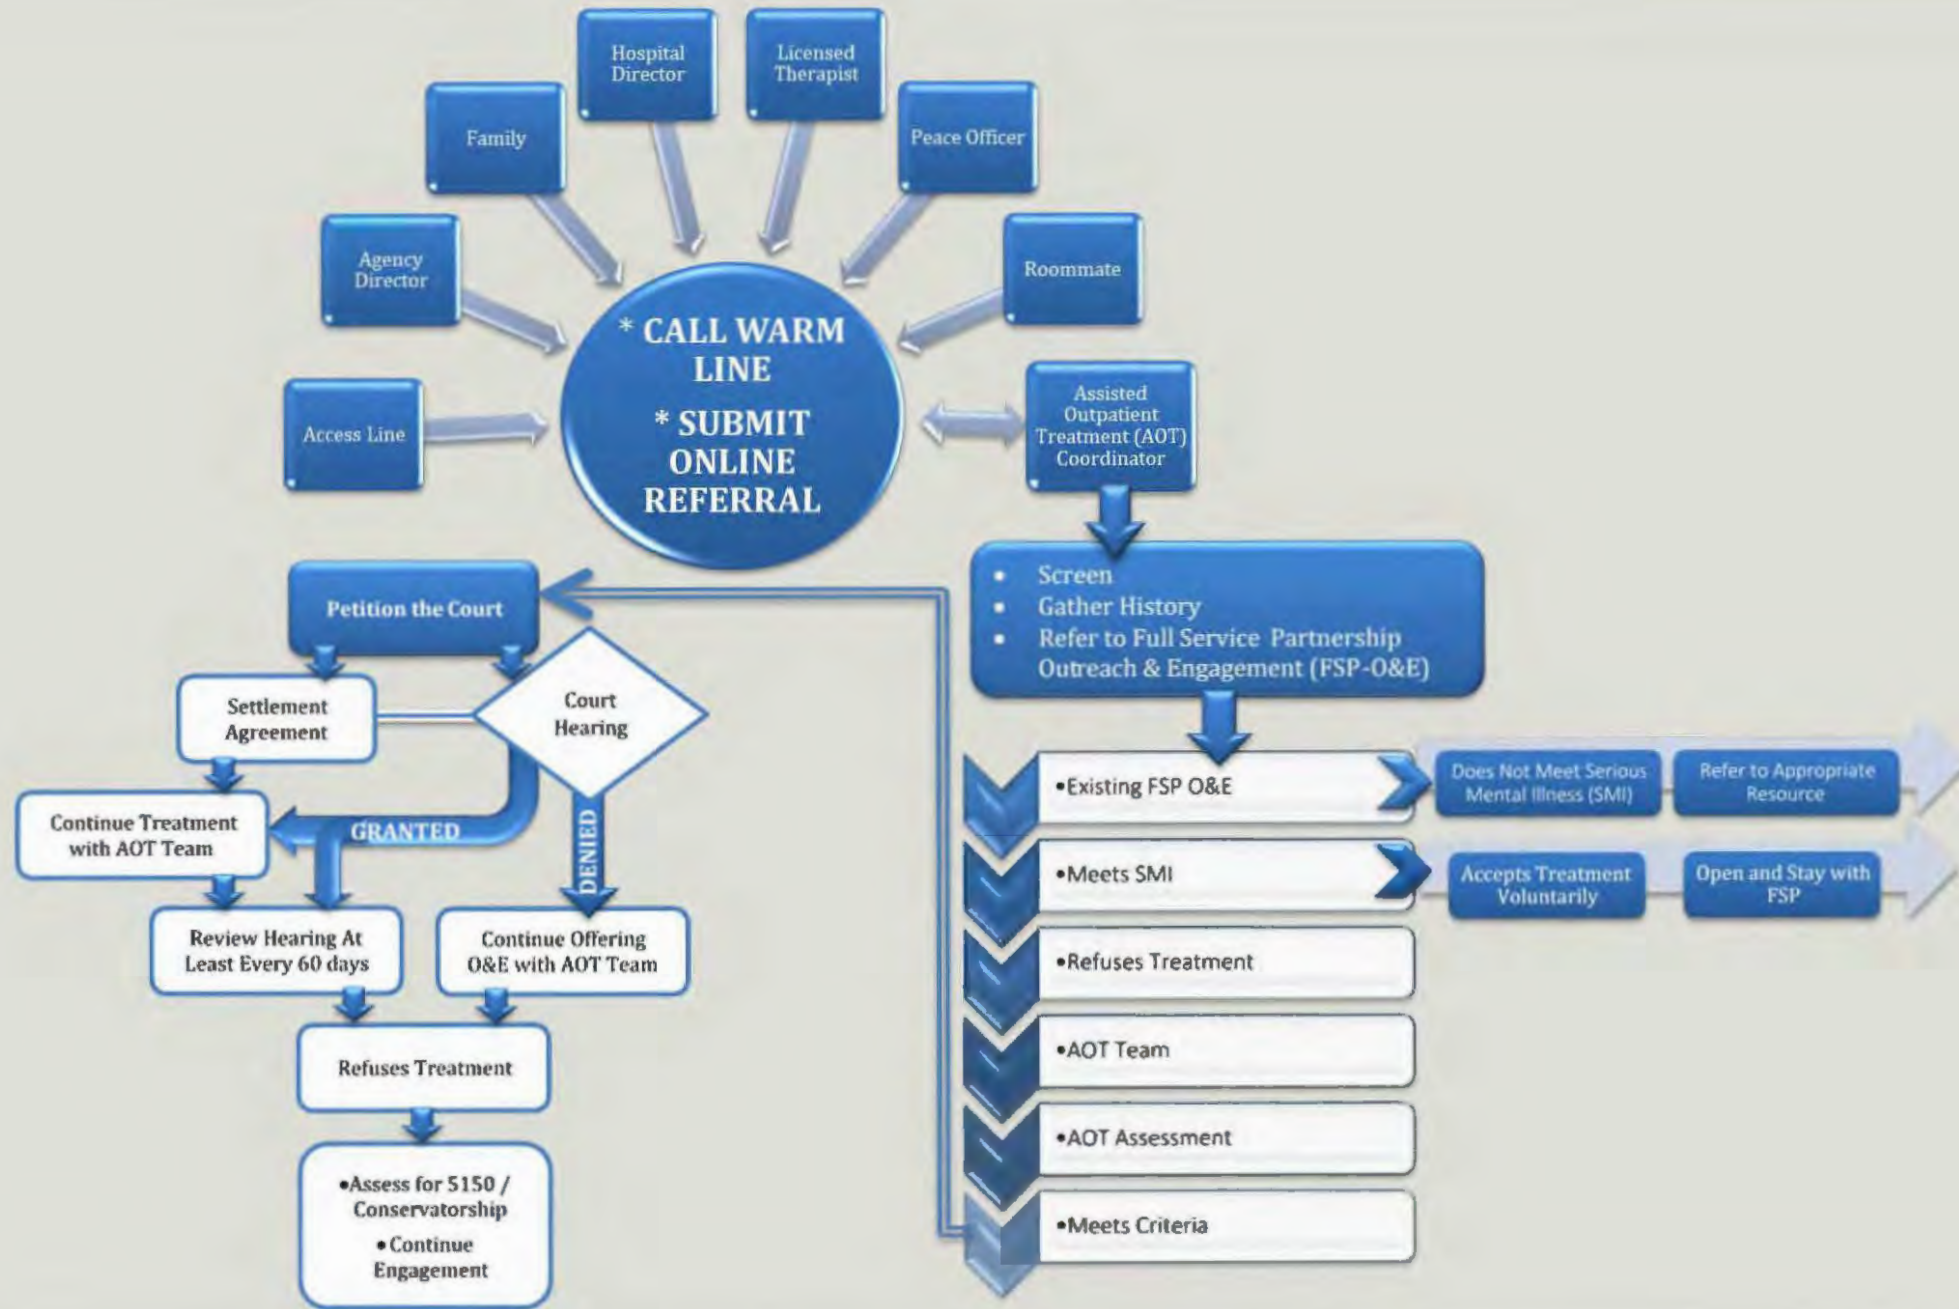 Hospital
Director
Licensed
Therapist
Family
Peace Officer
Agency
Director
Roommate
Access Line
* CALL WARM
LINE
* SUBMIT
ONLINE
REFERRAL
Assisted
Outpatient
Treatment (AOT)
Coordinator
• Screen
• Gather History
• Refer to Full Service Partnership
Outreach & Engagement (FSP-O&E)
•Existing FSP O&E
Does Not Meet Serious
Mental Illness (SMI)
Refer to Appropriate
Resource
•Meets SMI
Accepts Treatment
Voluntarily
Open and Stay with
FSP
•Refuses Treatment
•AOT Team
•AOT Assessment
•Meets Criteria
Petition the Court
Settlement
Agreement
Court
Hearing
GRANTED
DENIED
Continue Treatment
with AOT Team
Review Hearing At
Least Every 60 days
Continue Offering
O&E with AOT Team
Refuses Treatment
•Assess for 5150 /
Conservatorship
• Continue
Engagement